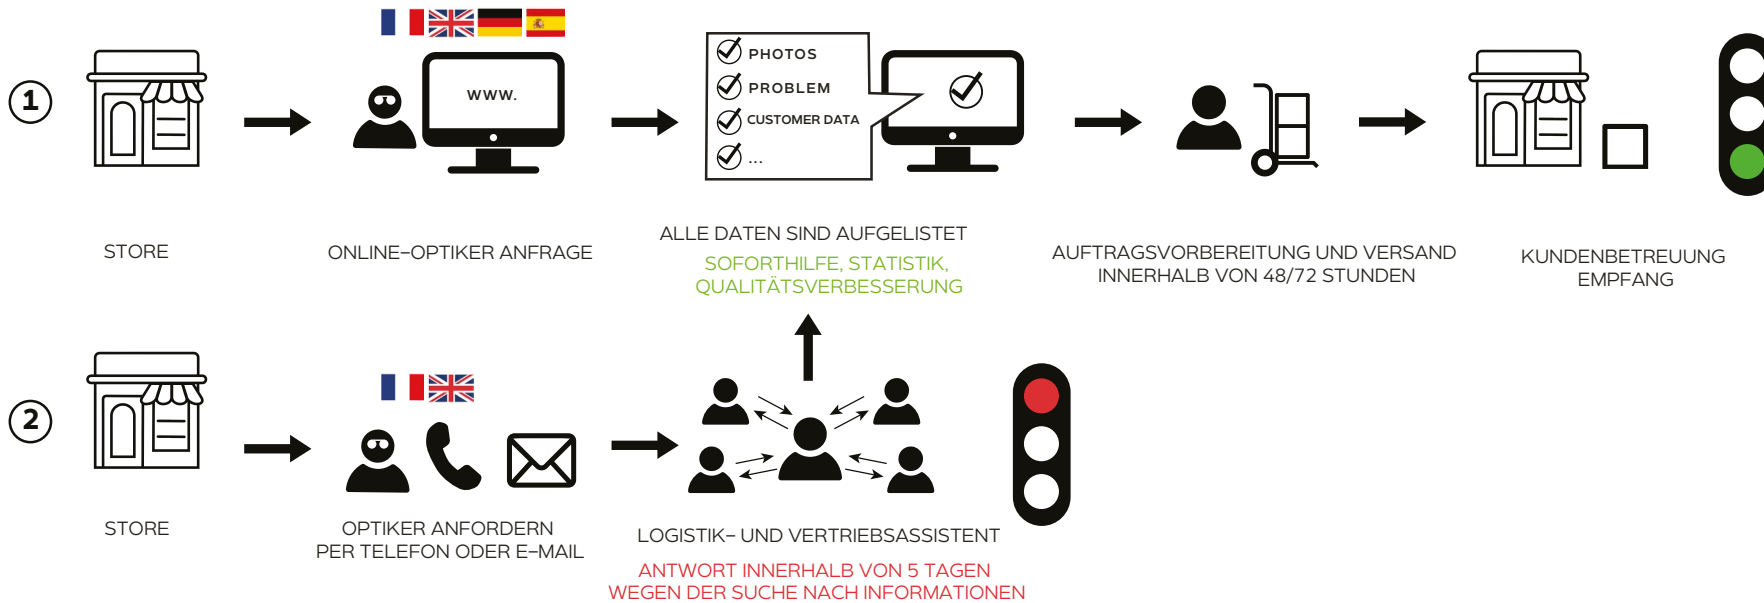 1
WWW.
PHOTOS
PROBLEM
CUSTOMER DATA
...
STORE
ONLINE-OPTIKER ANFRAGE
ALLE DATEN SIND AUFGELISTET
SOFORTHILFE, STATISTIK,
QUALITÄTSVERBESSERUNG
AUFTRAGSVORBEREITUNG UND VERSAND
INNERHALB VON 48/72 STUNDEN
KUNDENBETREUUNG
EMPFANG
2
STORE
OPTIKER ANFORDERN
PER TELEFON ODER E-MAIL
LOGISTIK- UND VERTRIEBSASSISTENT
ANTWORT INNERHALB VON 5 TAGEN
WEGEN DER SUCHE NACH INFORMATIONEN